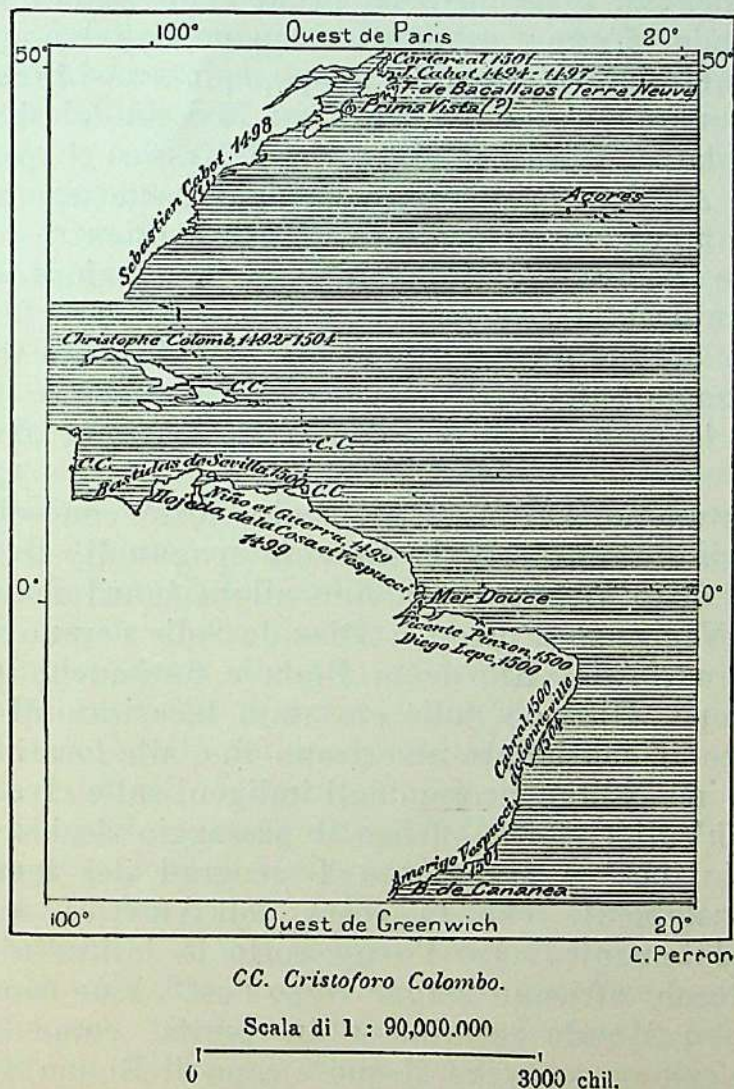 100° Ouest de Paris 20°
50° 50°
Cortereal, 1501
J. Cabot, 1494-1497
T. de Bacallaos (Terra Neuve)
Prima Vista (?)
Sebastien Cabot, 1498
Açores
Christophe Colomb, 1492-1504
C.C.
C.C.
C.C.
Bastidas de Sevilla, 1500
C.C.
Niño et Guerra, 1499
Hojeda, de la Cosa et Vespucci
1499
0° 0°
Mer Douce
Vicente Pinzon, 1500
Diego Lepe, 1500
Cabral, 1500
de Gonneville
1504
Amerigo Vespucci,
1501
B. de Cananea
100° 20°
Ouest de Greenwich
C. Perron
CC. Cristoforo Colombo.
Scala di 1 : 90,000.000
0 3000 chil.